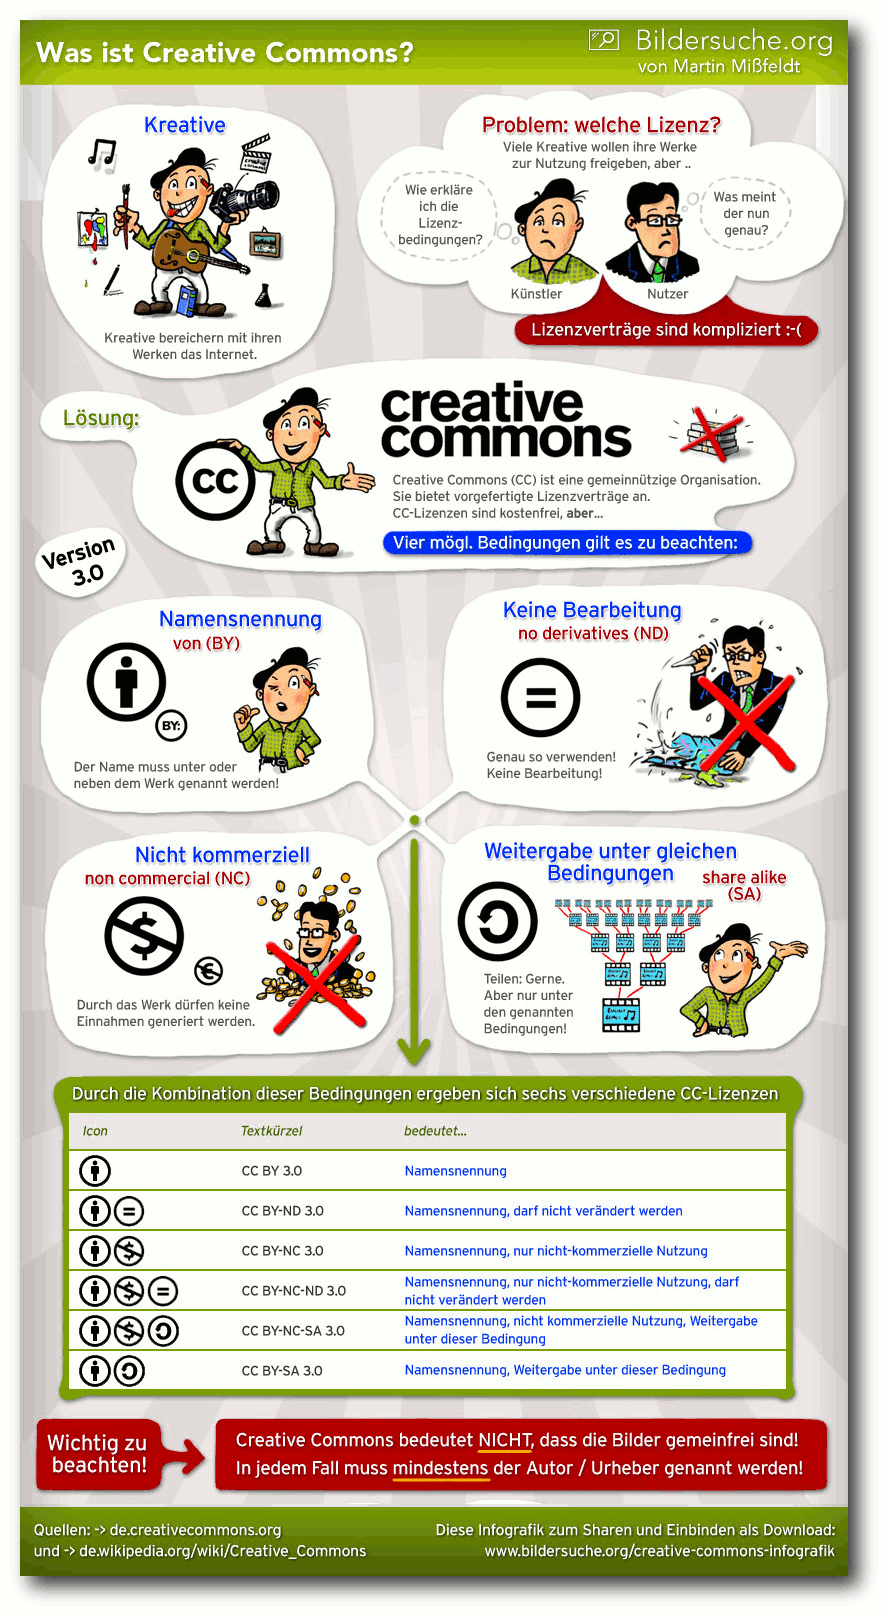 Was ist Creative Commons?
Bildersuche.org
von Martin Mißfeldt
Kreative
Kreative bereichern mit ihren
Werken das Internet.
Problem: welche Lizenz?
Viele Kreative wollen ihre Werke
zur Nutzung freigeben, aber ..
Wie erkläre
ich die
Lizenz-
bedingungen?
Was meint
der nun
genau?
Künstler
Nutzer
Lizenzverträge sind kompliziert :-(
Lösung:
cc
creative
commons
Creative Commons (CC) ist eine gemeinnützige Organisation.
Sie bietet vorgefertigte Lizenzverträge an.
CC-Lizenzen sind kostenfrei, aber...
Vier mögl. Bedingungen gilt es zu beachten:
Version
3.0
Namensnennung
von (BY)
BY:
Der Name muss unter oder
neben dem Werk genannt werden!
Keine Bearbeitung
no derivatives (ND)
Genau so verwenden!
Keine Bearbeitung!
Nicht kommerziell
non commercial (NC)
Durch das Werk dürfen keine
Einnahmen generiert werden.
Weitergabe unter gleichen
Bedingungen
share alike
(SA)
Teilen: Gerne.
Aber nur unter
den genannten
Bedingungen!
Durch die Kombination dieser Bedingungen ergeben sich sechs verschiedene CC-Lizenzen
Icon Textkürzel bedeutet...
CC BY 3.0 Namensnennung
CC BY-ND 3.0 Namensnennung, darf nicht verändert werden
CC BY-NC 3.0 Namensnennung, nur nicht-kommerzielle Nutzung
CC BY-NC-ND 3.0 Namensnennung, nur nicht-kommerzielle Nutzung, darf
nicht verändert werden
CC BY-NC-SA 3.0 Namensnennung, nicht kommerzielle Nutzung, Weitergabe
unter dieser Bedingung
CC BY-SA 3.0 Namensnennung, Weitergabe unter dieser Bedingung
Wichtig zu
beachten!
Creative Commons bedeutet NICHT, dass die Bilder gemeinfrei sind!
In jedem Fall muss mindestens der Autor / Urheber genannt werden!
Quellen: -> de.creativecommons.org
und -> de.wikipedia.org/wiki/Creative_Commons
Diese Infografik zum Sharen und Einbinden als Download:
www.bildersuche.org/creative-commons-infografik